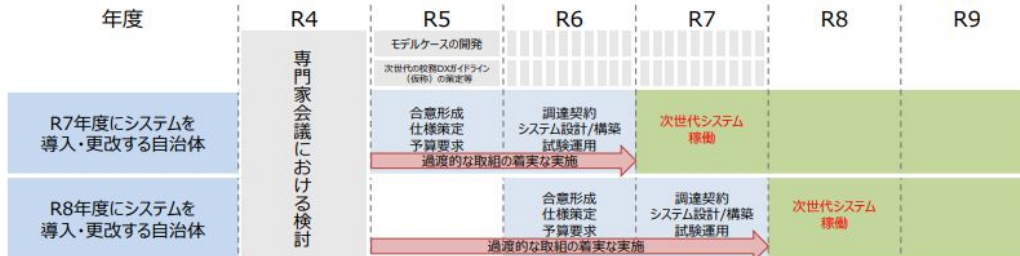 年度 R4 R5 R6 R7 R8 R9
専門家会議における検討
モデルケースの開発
次世代の校務DXガイドライン
（仮称）の策定等
R7年度にシステムを
導入・更改する自治体
合意形成
仕様策定
予算要求
調達契約
システム設計/構築
試験運用
次世代システム
稼働
過渡的な取組の着実な実施
R8年度にシステムを
導入・更改する自治体
合意形成
仕様策定
予算要求
調達契約
システム設計/構築
試験運用
次世代システム
稼働
過渡的な取組の着実な実施